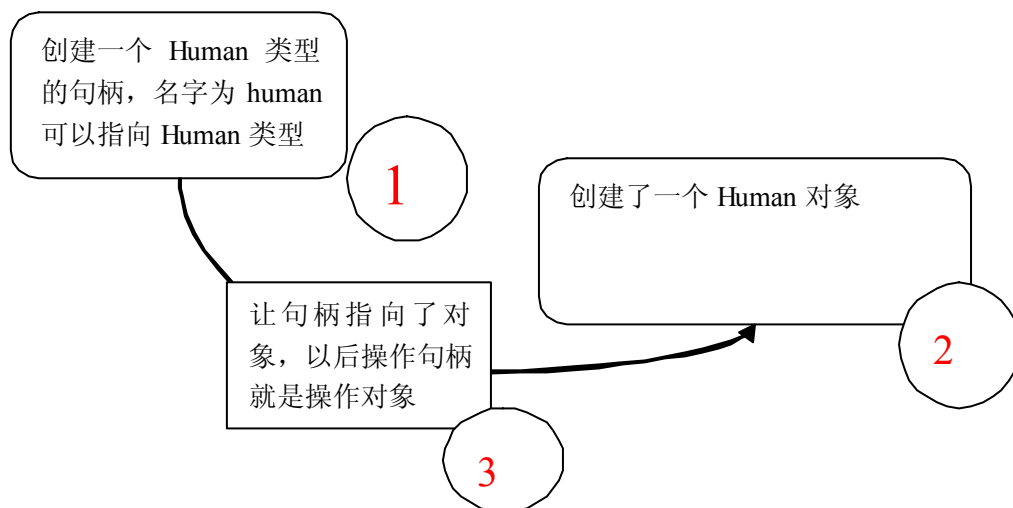 创建一个 Human 类型
的句柄，名字为 human
可以指向 Human 类型
1
创建了一个 Human 对象
2
让句柄指向了对
象，以后操作句柄
就是操作对象
3